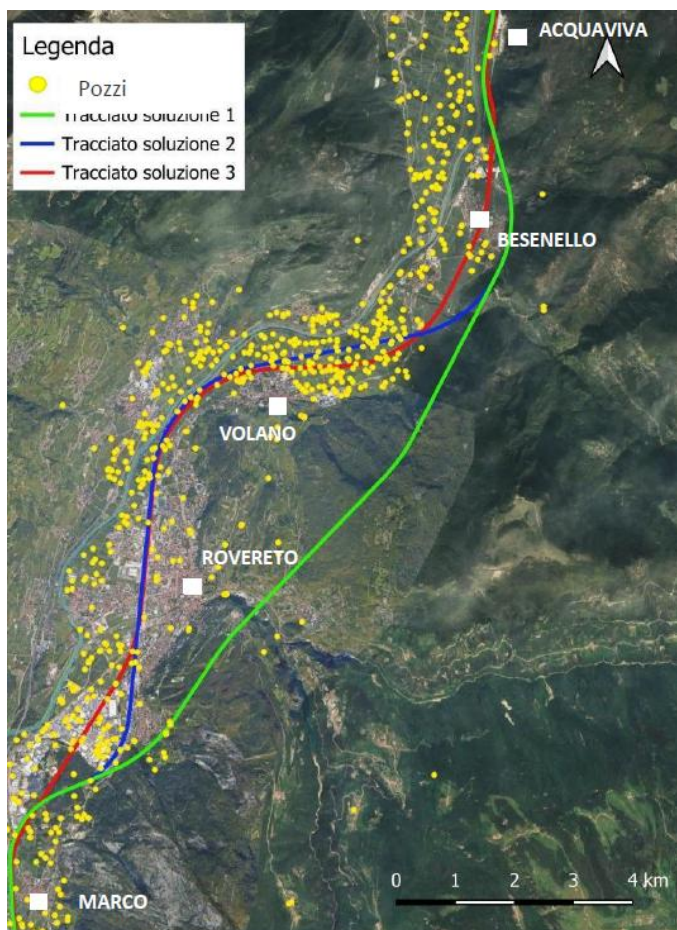 Legenda
Pozzi
Tracciato soluzione 1
Tracciato soluzione 2
Tracciato soluzione 3
ACQUAVIVA
BESENELLO
VOLANO
ROVERETO
MARCO
0 1 2 4 km